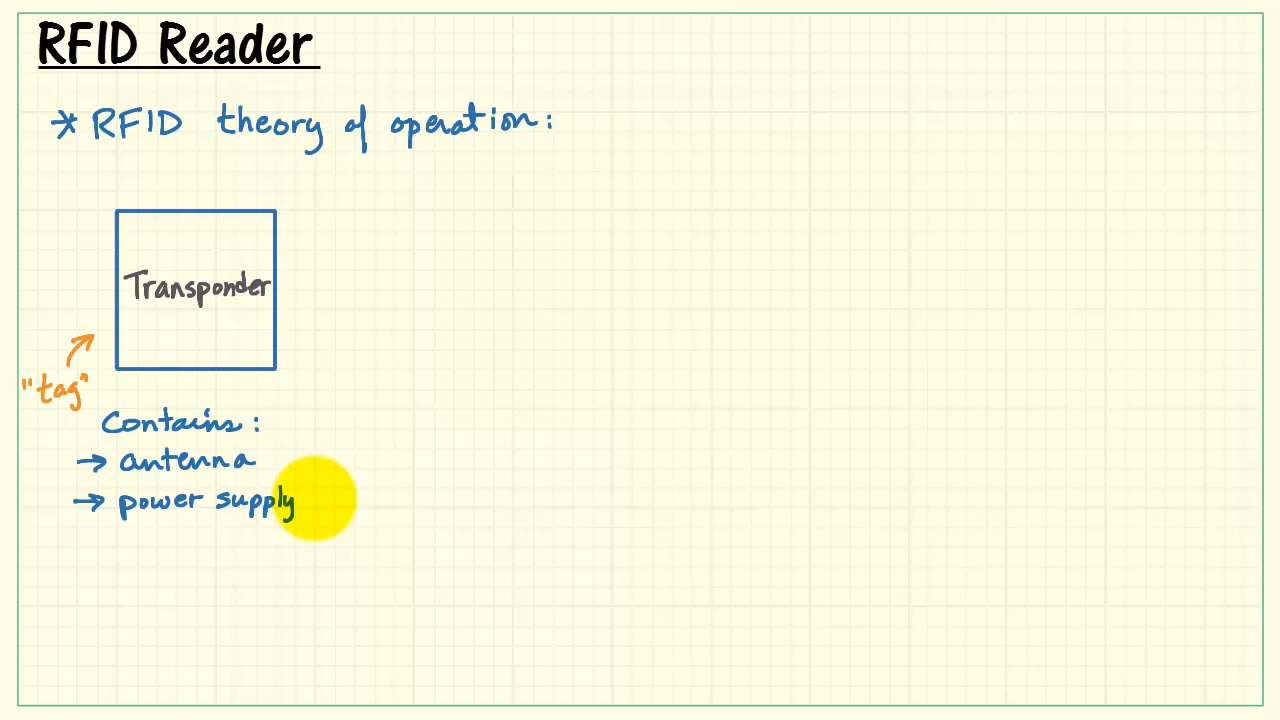 RFID Reader
* RFID theory of operation:
Transponder
"tag"
Contains:
→ antenna
→ power supply